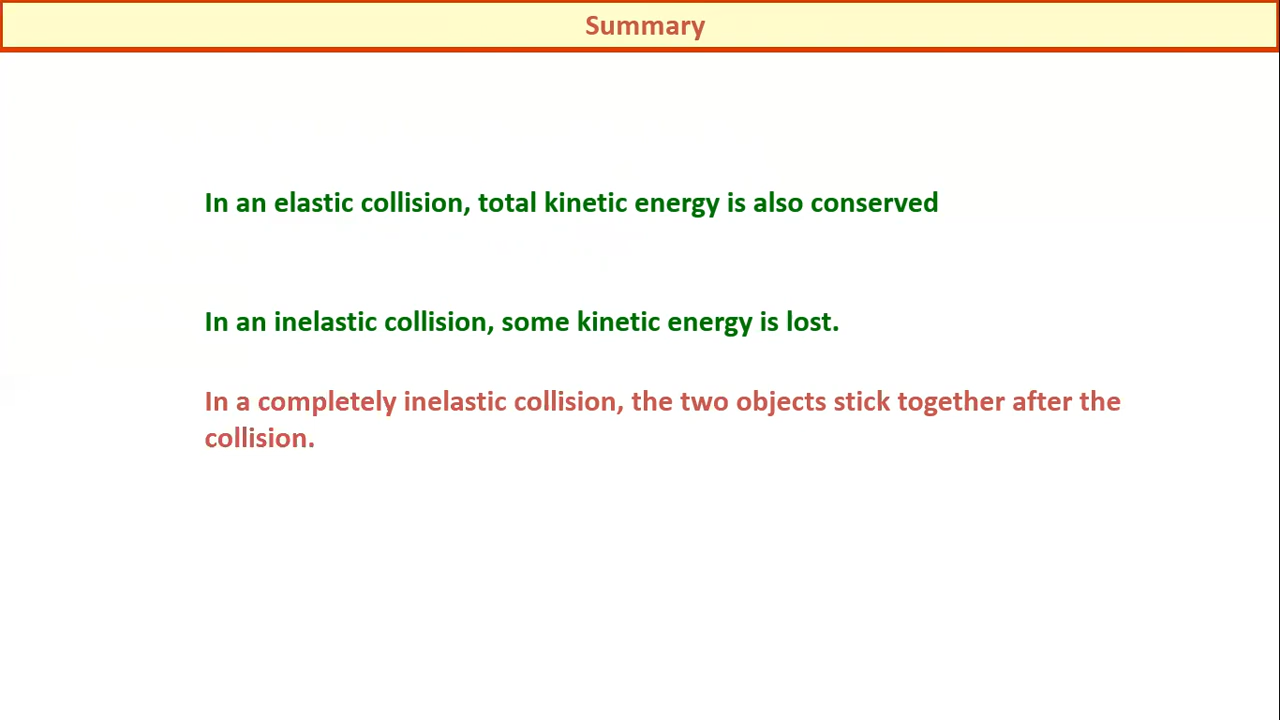 Summary
In an elastic collision, total kinetic energy is also conserved
In an inelastic collision, some kinetic energy is lost.
In a completely inelastic collision, the two objects stick together after the
collision.